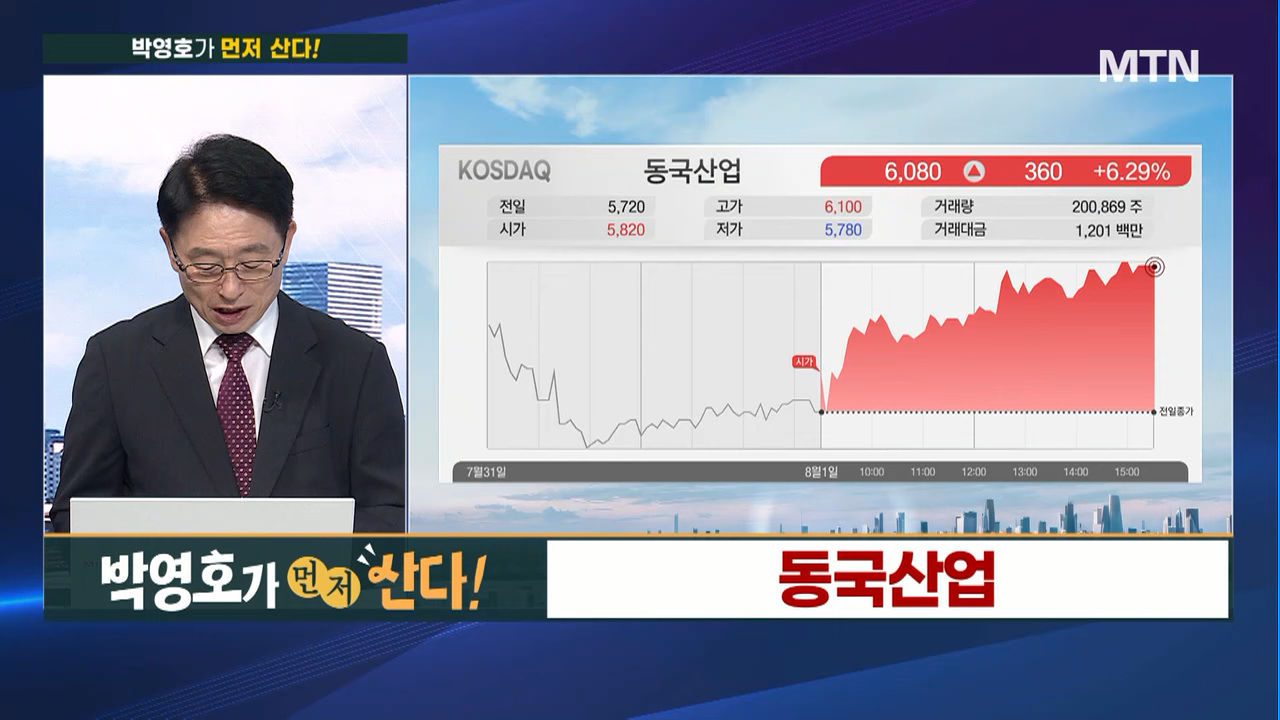 박영호가 먼저 산다!
MTN
KOSDAQ 동국산업 6,080 ▲ 360 +6.29%
전일 5,720 고가 6,100 거래량 200,869 주
시가 5,820 저가 5,780 거래대금 1,201 백만
시가
전일종가
7월31일 8월1일 10:00 11:00 12:00 13:00 14:00 15:00
박영호가 먼저 산다! 동국산업